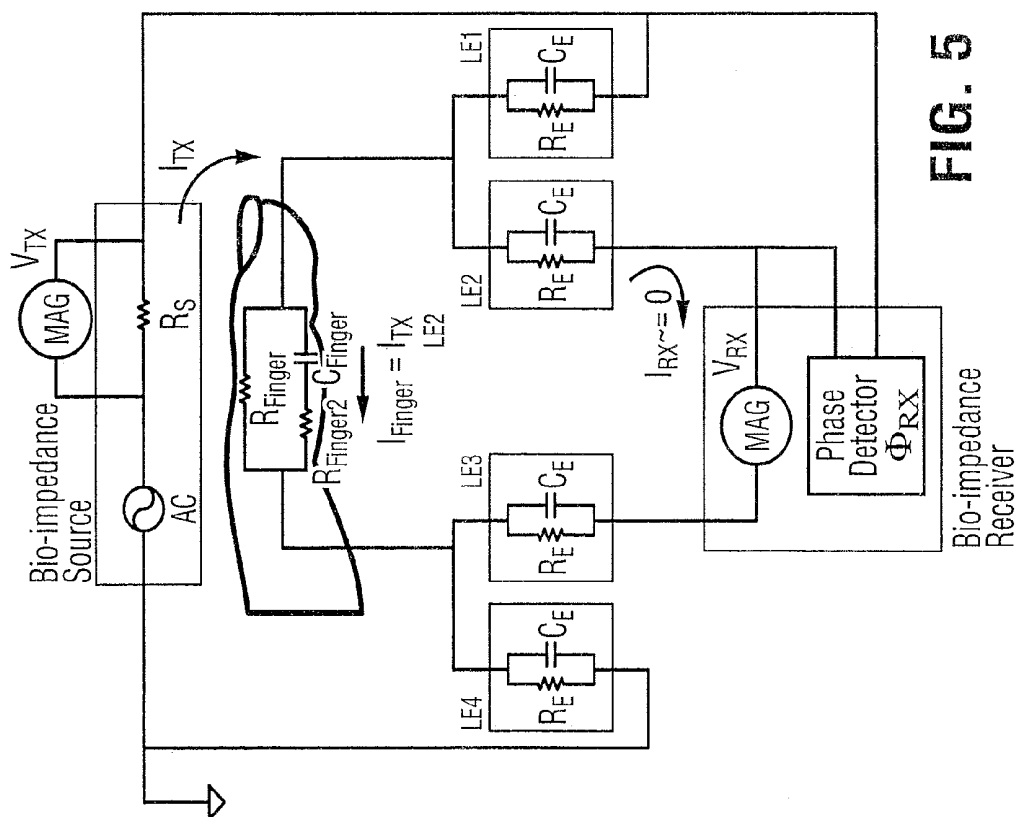 Bio-impedance
Source
V_TX
MAG
AC
R_S
I_TX
R_Finger
R_Finger2
C_Finger
I_Finger = I_TX
LE2
LE4
R_E
C_E
LE3
R_E
C_E
LE2
R_E
C_E
LE1
R_E
C_E
I_RX ~= 0
V_RX
MAG
Phase
Detector
Φ_RX
Bio-impedance
Receiver
FIG. 5